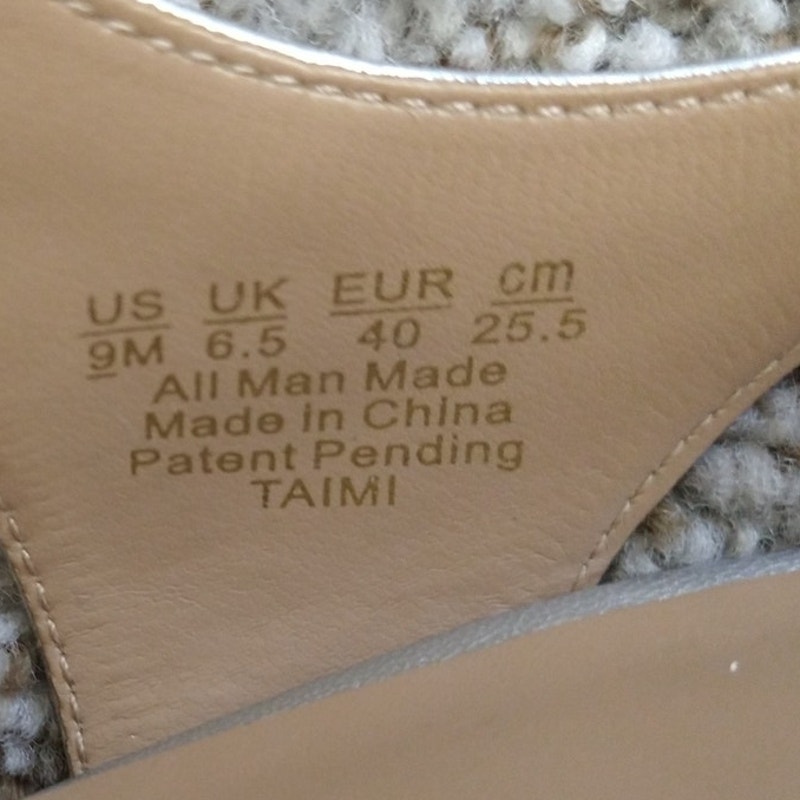 US UK EUR cm
9M 6.5 40 25.5
All Man Made
Made in China
Patent Pending
TAIMI